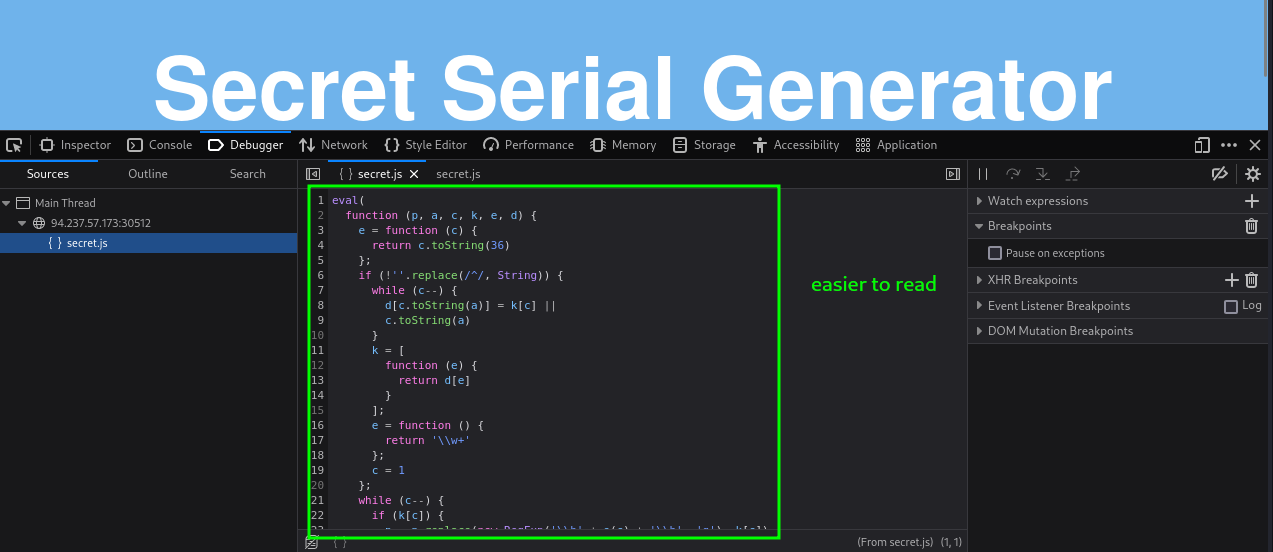 Secret Serial Generator
Inspector Console Debugger Network Style Editor Performance Memory Storage Accessibility Application
Sources Outline Search
{ } secret.js secret.js
Main Thread
94.237.57.173:30512
{ } secret.js
1 eval(
2 function (p, a, c, k, e, d) {
3 e = function (c) {
4 return c.toString(36)
5 };
6 if (!''.replace(/^/, String)) {
7 while (c--) {
8 d[c.toString(a)] = k[c] ||
9 c.toString(a)
10 }
11 k = [
12 function (e) {
13 return d[e]
14 }
15 ];
16 e = function () {
17 return '\\w+'
18 };
19 c = 1
20 };
21 while (c--) {
22 if (k[c]) {
easier to read
Watch expressions
Breakpoints
Pause on exceptions
XHR Breakpoints
Event Listener Breakpoints Log
DOM Mutation Breakpoints
{ } (From secret.js) (1, 1)